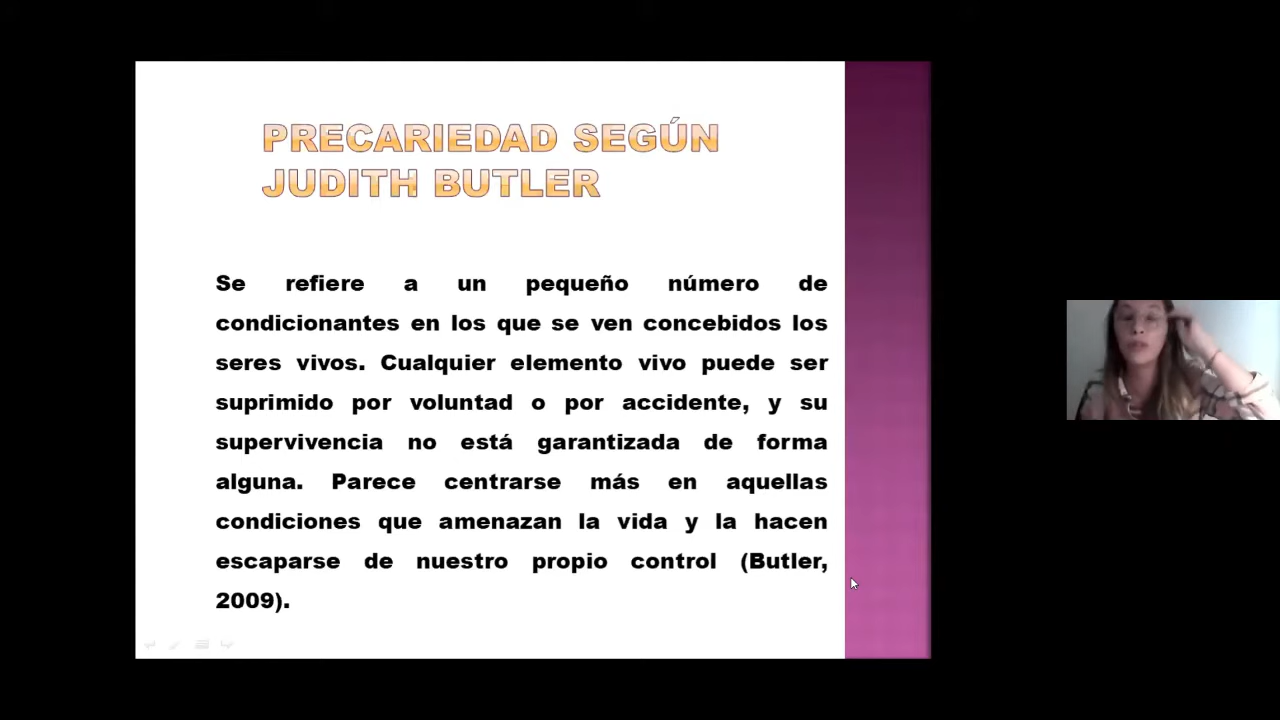 PRECARIEDAD SEGÚN
JUDITH BUTLER
Se refiere a un pequeño número de
condicionantes en los que se ven concebidos los
seres vivos. Cualquier elemento vivo puede ser
suprimido por voluntad o por accidente, y su
supervivencia no está garantizada de forma
alguna. Parece centrarse más en aquellas
condiciones que amenazan la vida y la hacen
escaparse de nuestro propio control (Butler,
2009).